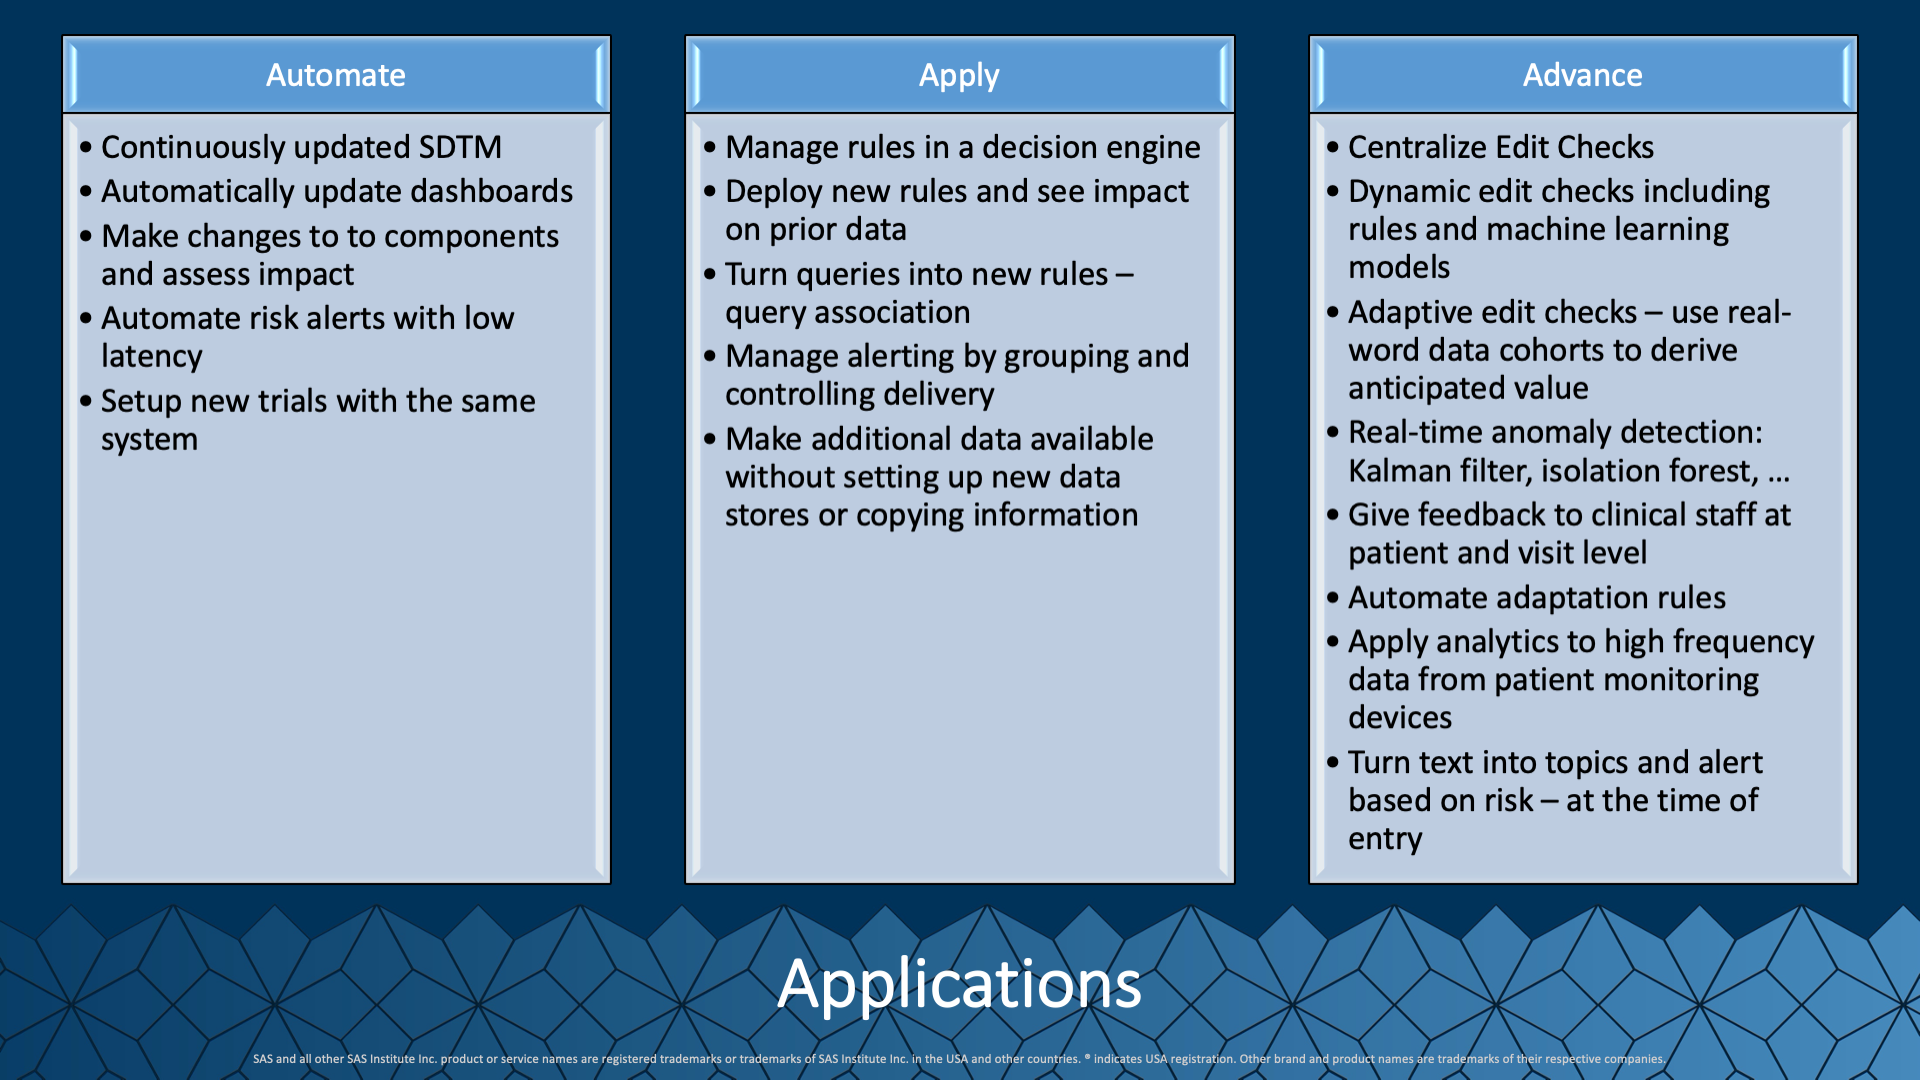 Automate
• Continuously updated SDTM
• Automatically update dashboards
• Make changes to to components
and assess impact
• Automate risk alerts with low
latency
• Setup new trials with the same
system
Apply
• Manage rules in a decision engine
• Deploy new rules and see impact
on prior data
• Turn queries into new rules –
query association
• Manage alerting by grouping and
controlling delivery
• Make additional data available
without setting up new data
stores or copying information
Advance
• Centralize Edit Checks
• Dynamic edit checks including
rules and machine learning
models
• Adaptive edit checks – use real-
word data cohorts to derive
anticipated value
• Real-time anomaly detection:
Kalman filter, isolation forest, ...
• Give feedback to clinical staff at
patient and visit level
• Automate adaptation rules
• Apply analytics to high frequency
data from patient monitoring
devices
• Turn text into topics and alert
based on risk – at the time of
entry
Applications
SAS and all other SAS Institute Inc. product or service names are registered trademarks or trademarks of SAS Institute Inc. in the USA and other countries. ® indicates USA registration. Other brand and product names are trademarks of their respective companies.